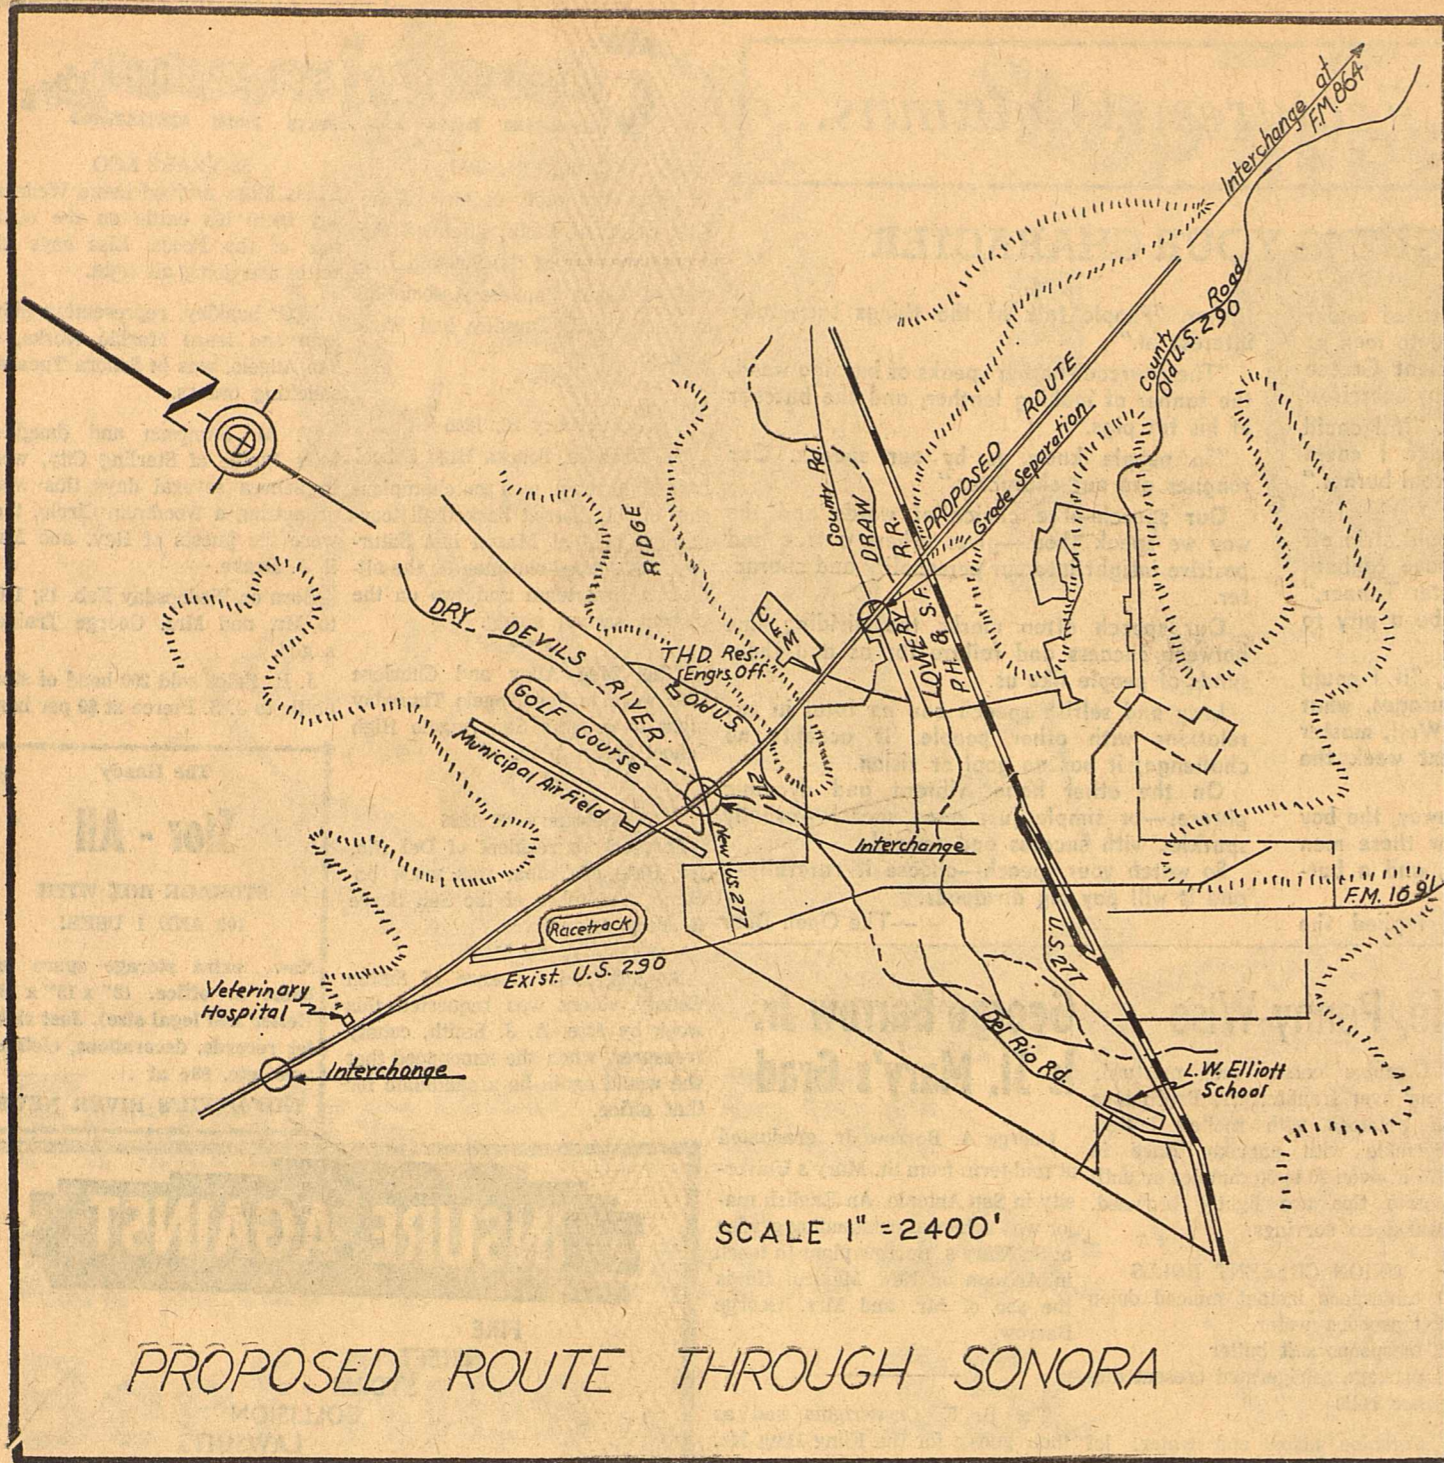 Interchange at
F.M. 864
County Road
Old U.S. 290
PROPOSED ROUTE
Grade Separation
County Rd.
DRAW
LOWERY
R.R.
P.H. & S.F.
N
RIDGE
DRY DEVILS RIVER
T.H.D. Res.
Engrs. Off.
Old U.S.
277
GOLF Course
Municipal Air Field
New U.S. 277
Interchange
F.M. 1691
Racetrack
Exist. U.S. 290
U.S. 277
Veterinary
Hospital
Interchange
Del Rio Rd.
L.W. Elliott
School
SCALE 1" = 2400'
PROPOSED ROUTE THROUGH SONORA